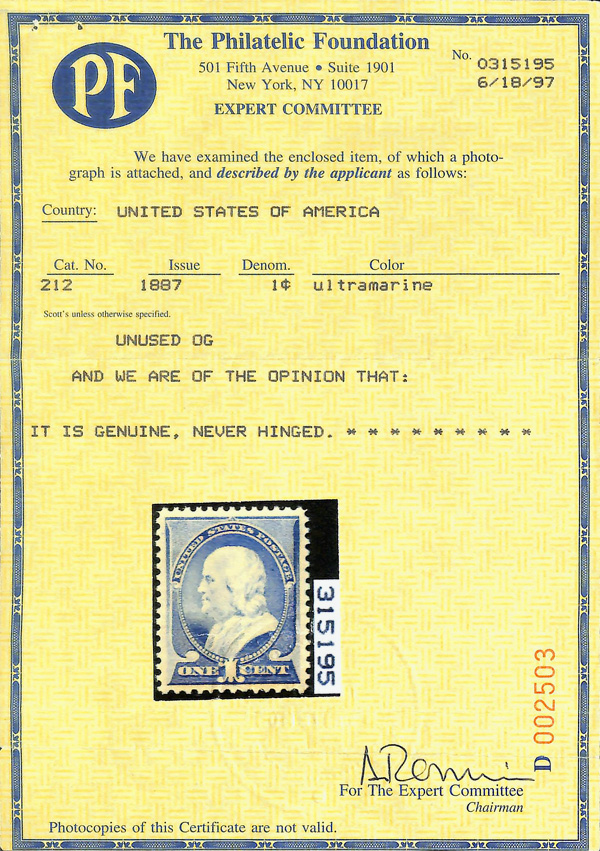 PF
The Philatelic Foundation
501 Fifth Avenue • Suite 1901
New York, NY 10017
EXPERT COMMITTEE
No. 0315195
6/18/97
We have examined the enclosed item, of which a photo-
graph is attached, and described by the applicant as follows:
Country: UNITED STATES OF AMERICA
Cat. No. Issue Denom. Color
212 1887 1¢ ultramarine
Scott's unless otherwise specified.
UNUSED OG
AND WE ARE OF THE OPINION THAT:
IT IS GENUINE, NEVER HINGED. * * * * * * * * *
UNITED STATES POSTAGE
ONE 1 CENT
315195
D 002503
For The Expert Committee
Chairman
Photocopies of this Certificate are not valid.